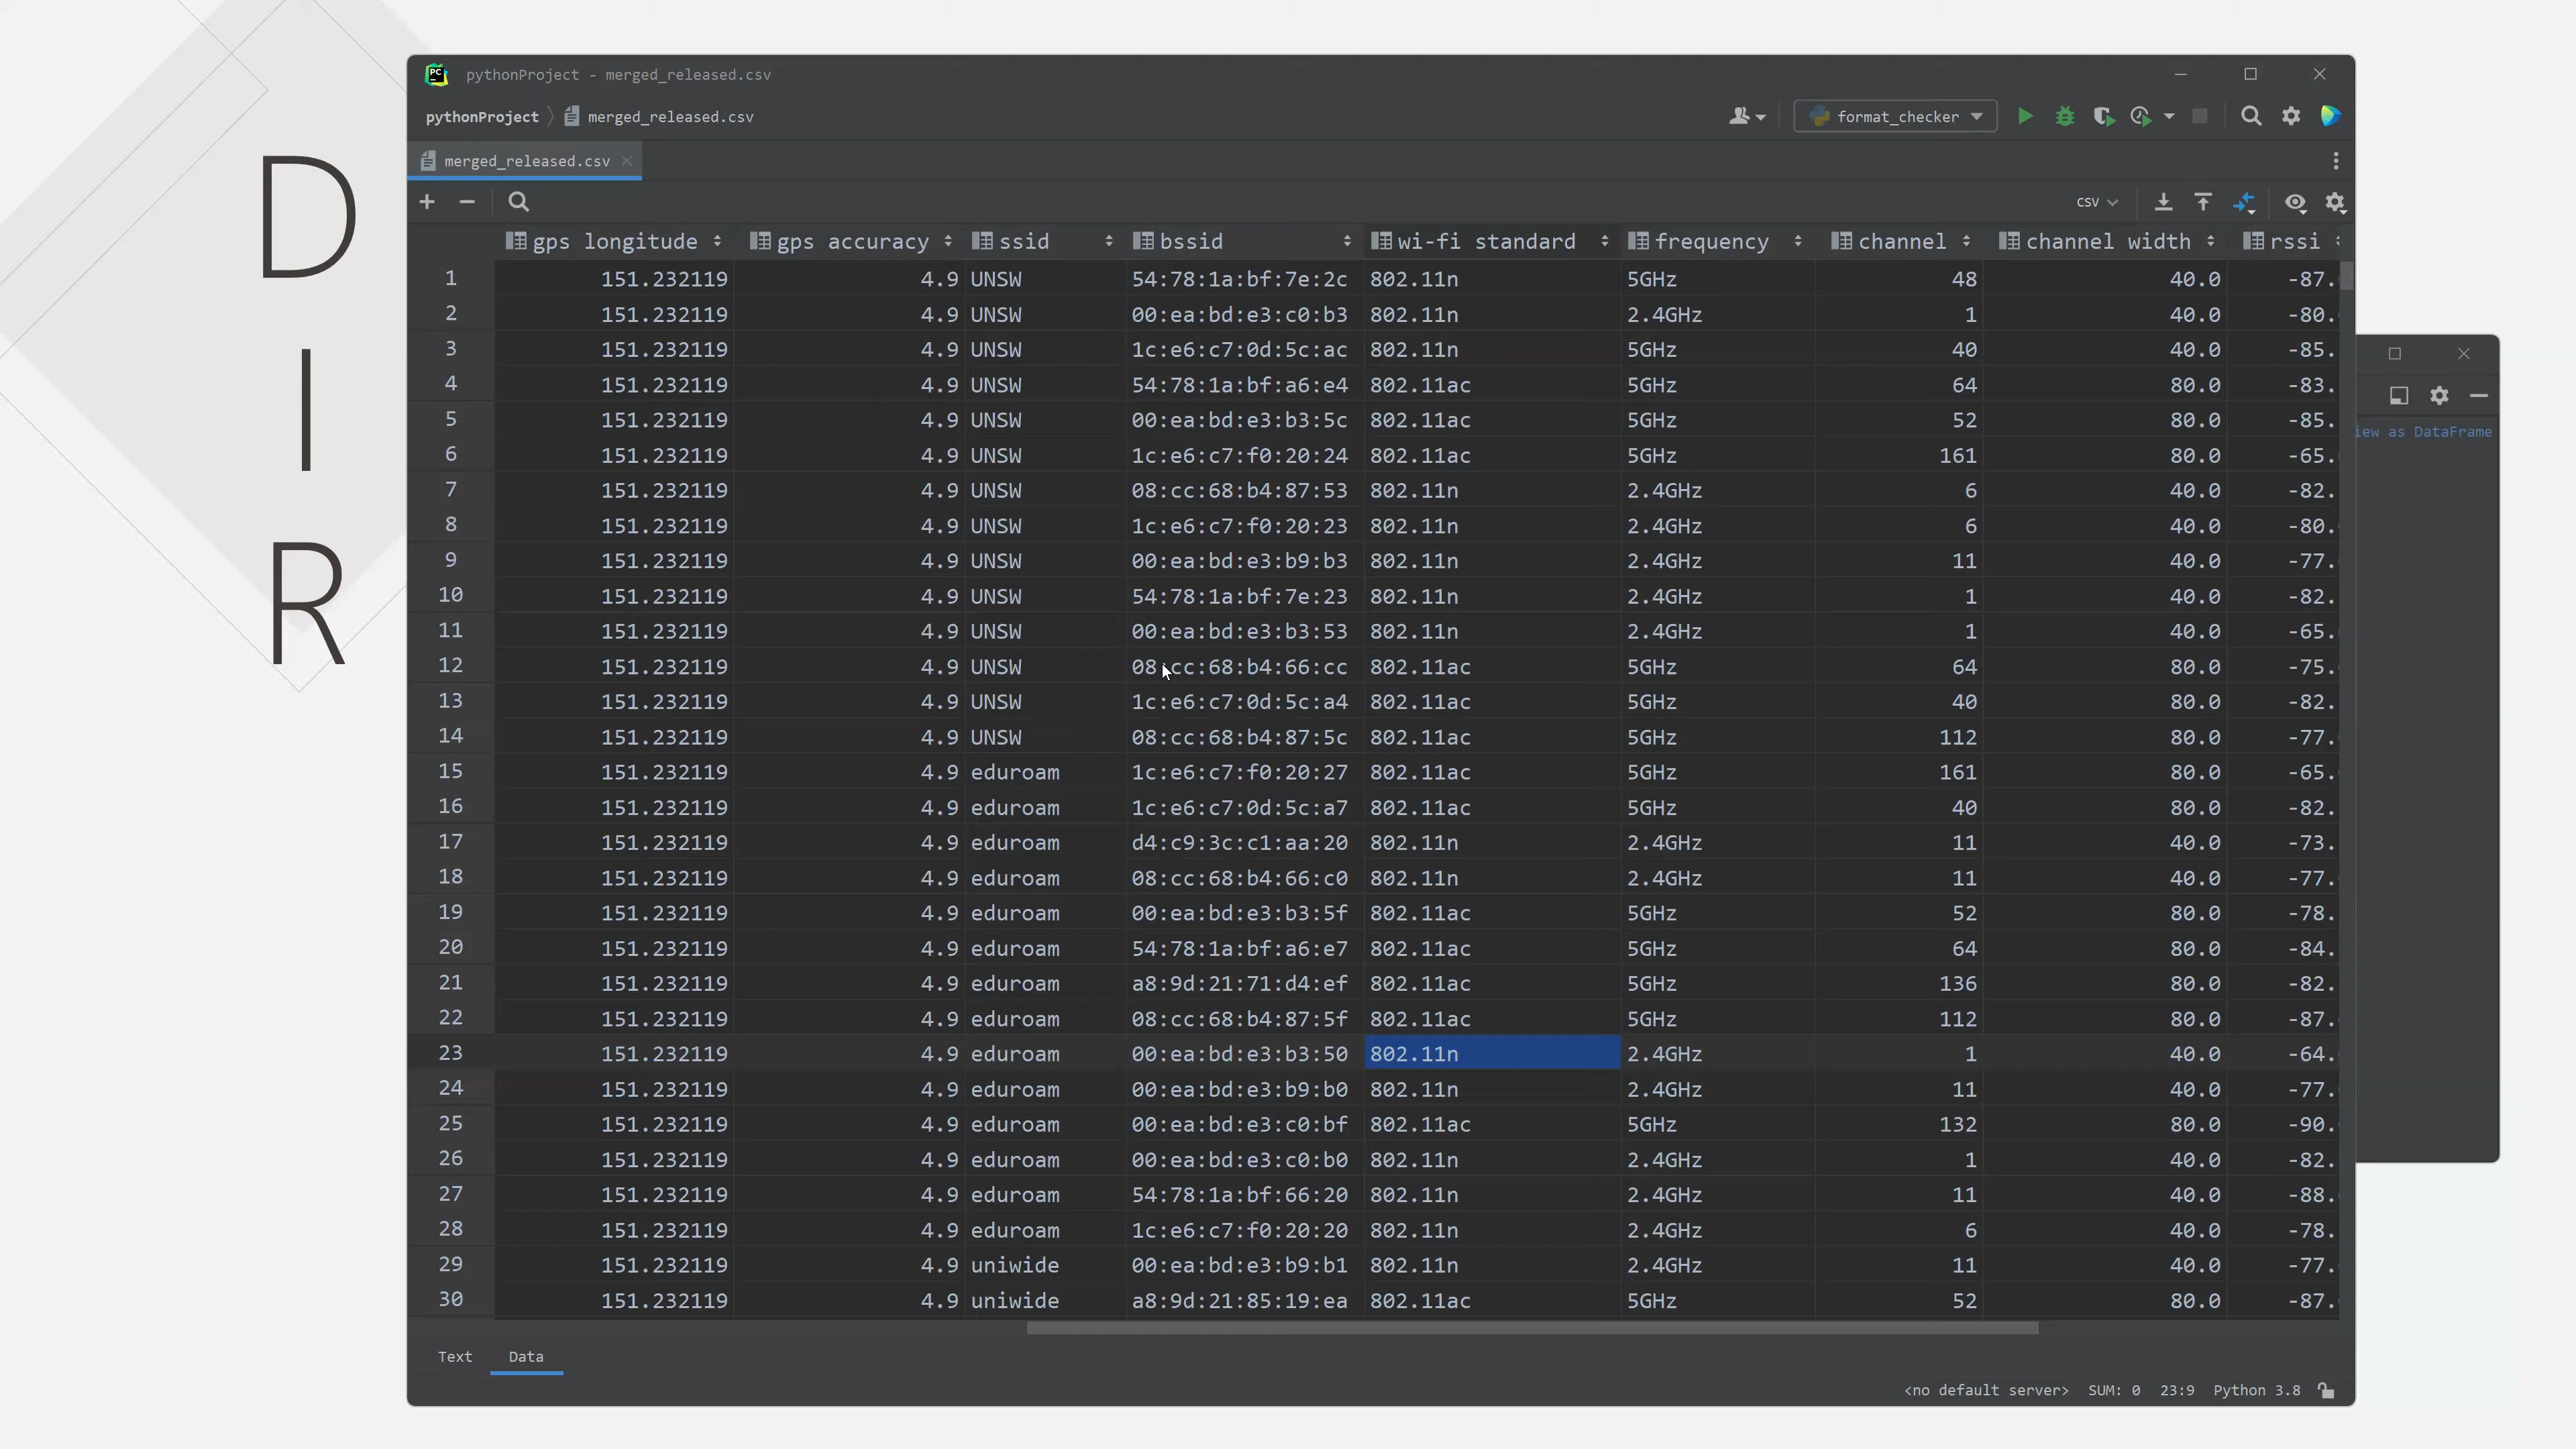 D
I
R
PC pythonProject - merged_released.csv
pythonProject merged_released.csv format_checker
merged_released.csv
csv
gps longitude gps accuracy ssid bssid wi-fi standard frequency channel channel width rssi
1 151.232119 4.9 UNSW 54:78:1a:bf:7e:2c 802.11n 5GHz 48 40.0 -87.
2 151.232119 4.9 UNSW 00:ea:bd:e3:c0:b3 802.11n 2.4GHz 1 40.0 -80.
3 151.232119 4.9 UNSW 1c:e6:c7:0d:5c:ac 802.11n 5GHz 40 40.0 -85.
4 151.232119 4.9 UNSW 54:78:1a:bf:a6:e4 802.11ac 5GHz 64 80.0 -83.
5 151.232119 4.9 UNSW 00:ea:bd:e3:b3:5c 802.11ac 5GHz 52 80.0 -85.
6 151.232119 4.9 UNSW 1c:e6:c7:f0:20:24 802.11ac 5GHz 161 80.0 -65.
7 151.232119 4.9 UNSW 08:cc:68:b4:87:53 802.11n 2.4GHz 6 40.0 -82.
8 151.232119 4.9 UNSW 1c:e6:c7:f0:20:23 802.11n 2.4GHz 6 40.0 -80.
9 151.232119 4.9 UNSW 00:ea:bd:e3:b9:b3 802.11n 2.4GHz 11 40.0 -77.
10 151.232119 4.9 UNSW 54:78:1a:bf:7e:23 802.11n 2.4GHz 1 40.0 -82.
11 151.232119 4.9 UNSW 00:ea:bd:e3:b3:53 802.11n 2.4GHz 1 40.0 -65.
12 151.232119 4.9 UNSW 08:cc:68:b4:66:cc 802.11ac 5GHz 64 80.0 -75.
13 151.232119 4.9 UNSW 1c:e6:c7:0d:5c:a4 802.11ac 5GHz 40 80.0 -82.
14 151.232119 4.9 UNSW 08:cc:68:b4:87:5c 802.11ac 5GHz 112 80.0 -77.
15 151.232119 4.9 eduroam 1c:e6:c7:f0:20:27 802.11ac 5GHz 161 80.0 -65.
16 151.232119 4.9 eduroam 1c:e6:c7:0d:5c:a7 802.11ac 5GHz 40 80.0 -82.
17 151.232119 4.9 eduroam d4:c9:3c:c1:aa:20 802.11n 2.4GHz 11 40.0 -73.
18 151.232119 4.9 eduroam 08:cc:68:b4:66:c0 802.11n 2.4GHz 11 40.0 -77.
19 151.232119 4.9 eduroam 00:ea:bd:e3:b3:5f 802.11ac 5GHz 52 80.0 -78.
20 151.232119 4.9 eduroam 54:78:1a:bf:a6:e7 802.11ac 5GHz 64 80.0 -84.
21 151.232119 4.9 eduroam a8:9d:21:71:d4:ef 802.11ac 5GHz 136 80.0 -82.
22 151.232119 4.9 eduroam 08:cc:68:b4:87:5f 802.11ac 5GHz 112 80.0 -87.
23 151.232119 4.9 eduroam 00:ea:bd:e3:b3:50 802.11n 2.4GHz 1 40.0 -64.
24 151.232119 4.9 eduroam 00:ea:bd:e3:b9:b0 802.11n 2.4GHz 11 40.0 -77.
25 151.232119 4.9 eduroam 00:ea:bd:e3:c0:bf 802.11ac 5GHz 132 80.0 -90.
26 151.232119 4.9 eduroam 00:ea:bd:e3:c0:b0 802.11n 2.4GHz 1 40.0 -82.
27 151.232119 4.9 eduroam 54:78:1a:bf:66:20 802.11n 2.4GHz 11 40.0 -88.
28 151.232119 4.9 eduroam 1c:e6:c7:f0:20:20 802.11n 2.4GHz 6 40.0 -78.
29 151.232119 4.9 uniwide 00:ea:bd:e3:b9:b1 802.11n 2.4GHz 11 40.0 -77.
30 151.232119 4.9 uniwide a8:9d:21:85:19:ea 802.11ac 5GHz 52 80.0 -87.
Text Data
<no default server> SUM: 0 23:9 Python 3.8
iew as DataFrame